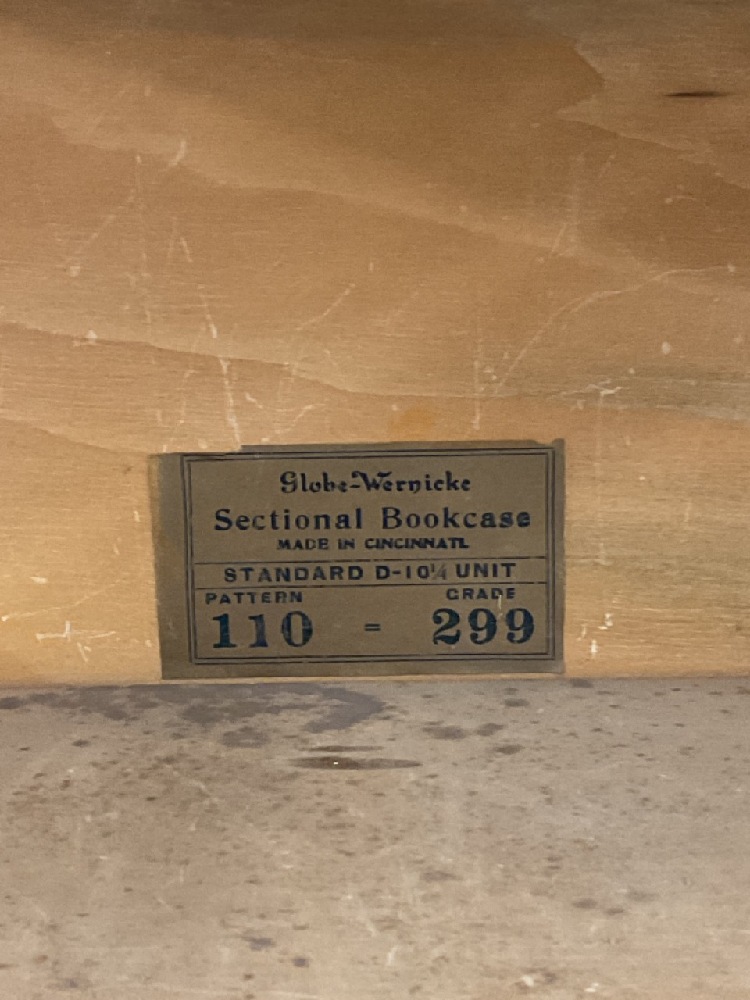 Globe-Wernicke
Sectional Bookcase
MADE IN CINCINNATI.
STANDARD D-10¼ UNIT
PATTERN GRADE
110 = 299